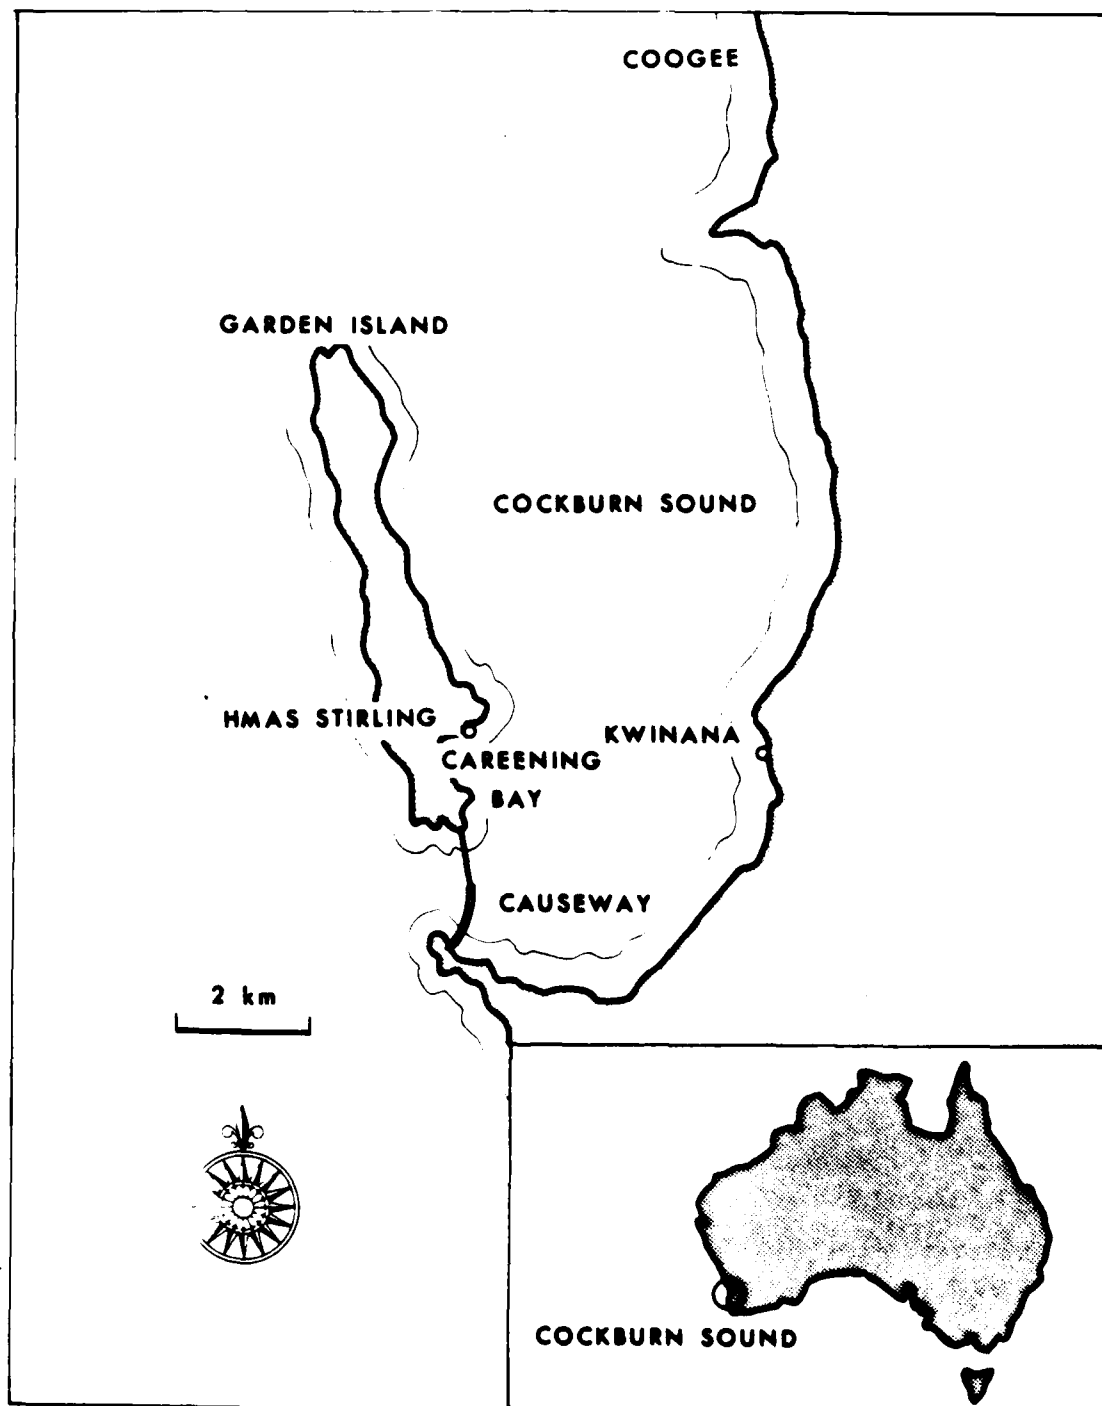 COOGEE
GARDEN ISLAND
COCKBURN SOUND
HMAS STIRLING
KWINANA
CAREENING
BAY
CAUSEWAY
2 km
COCKBURN SOUND